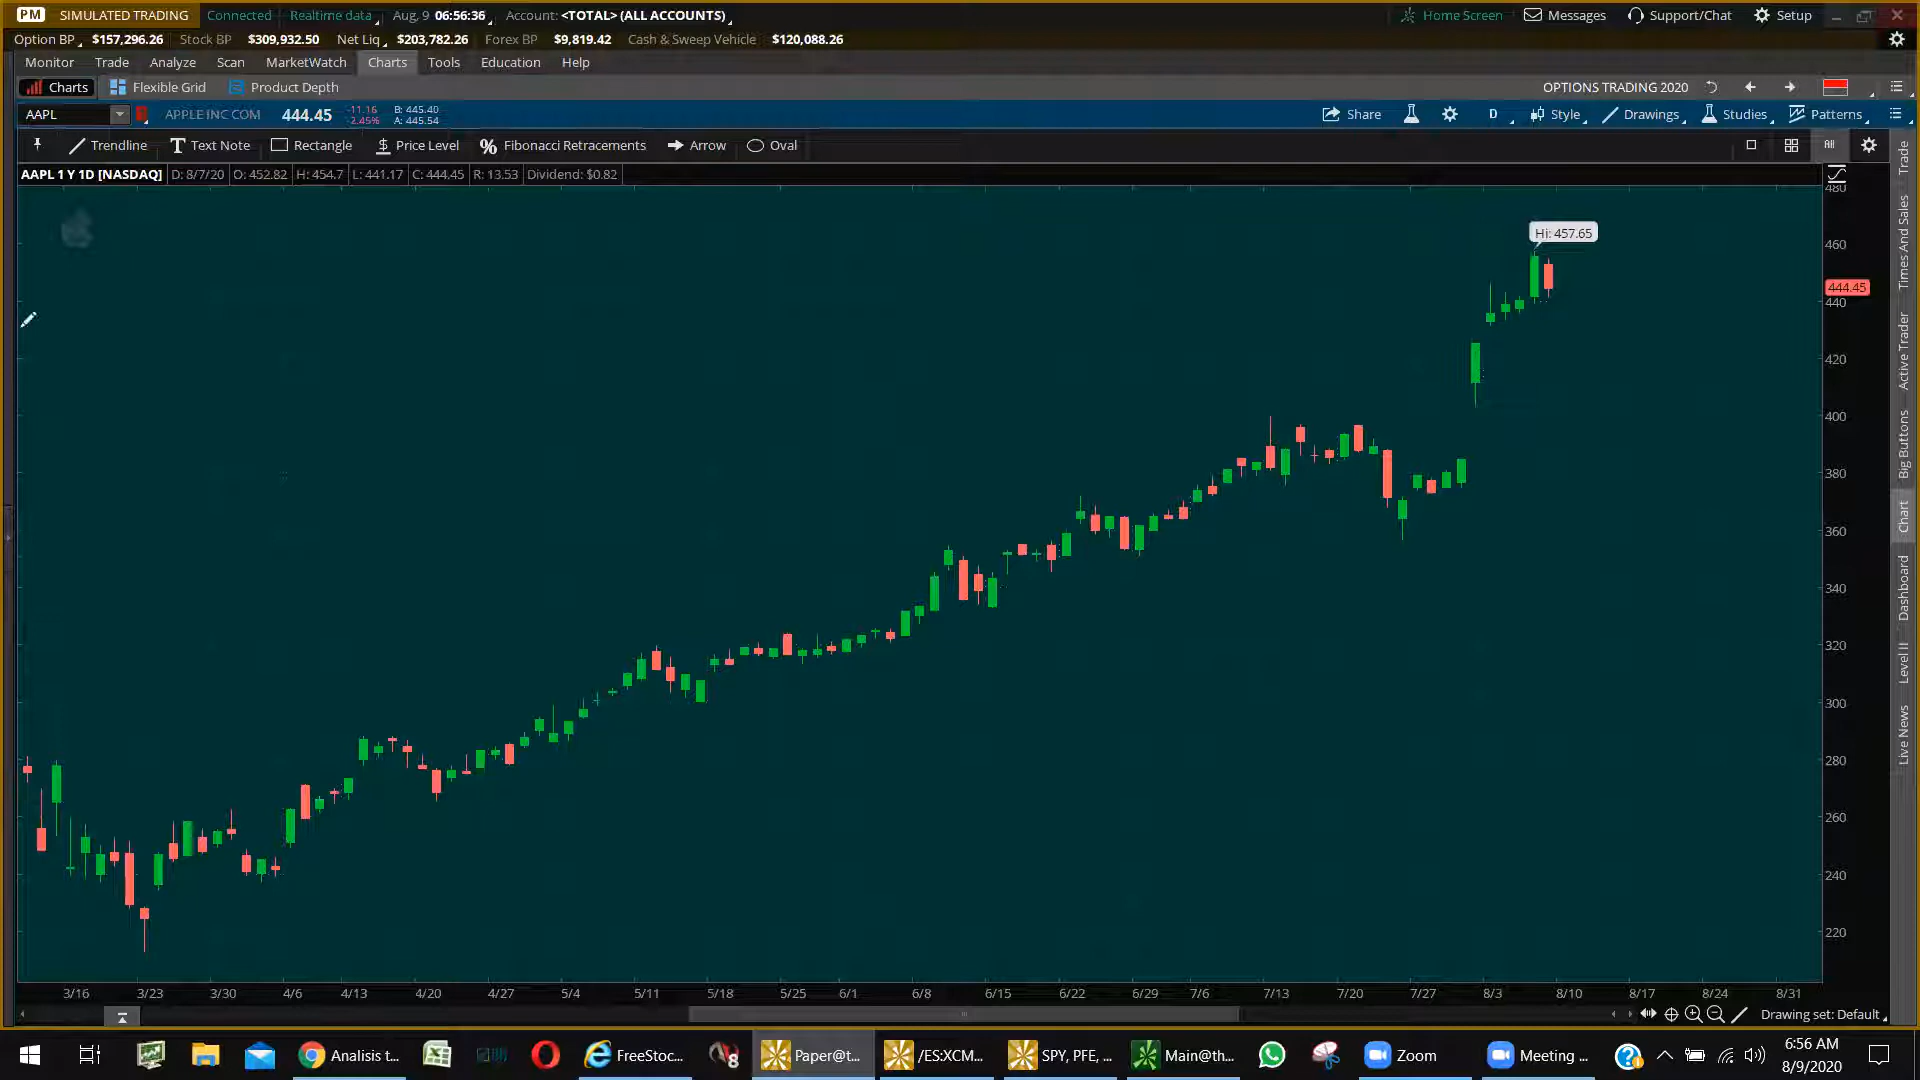 PM SIMULATED TRADING Connected Realtime data Aug, 9 06:56:36 Account: <TOTAL> (ALL ACCOUNTS) Home Screen Messages Support/Chat Setup
Option BP $157,296.26 Stock BP $309,932.50 Net Liq $203,782.26 Forex BP $9,819.42 Cash & Sweep Vehicle $120,088.26
Monitor Trade Analyze Scan MarketWatch Charts Tools Education Help
Charts Flexible Grid Product Depth OPTIONS TRADING 2020
AAPL APPLE INC COM 444.45 -11.16 -2.45% B: 445.40 A: 445.54 Share D Style Drawings Studies Patterns
Trendline Text Note Rectangle $ Price Level % Fibonacci Retracements Arrow Oval All
AAPL 1 Y 1D [NASDAQ] D: 8/7/20 O: 452.82 H: 454.7 L: 441.17 C: 444.45 R: 13.53 Dividend: $0.82
480
Hi: 457.65
460
444.45
440
420
400
380
360
340
320
300
280
260
240
220
3/16 3/23 3/30 4/6 4/13 4/20 4/27 5/4 5/11 5/18 5/25 6/1 6/8 6/15 6/22 6/29 7/6 7/13 7/20 7/27 8/3 8/10 8/17 8/24 8/31
Drawing set: Default
Trade
Times And Sales
Active Trader
Big Buttons
Chart
Dashboard
Level II
Live News
Analisis t... FreeStoc... 8 Paper@t... /ES:XCM... SPY, PFE, ... Main@th... Zoom Meeting ... 6:56 AM
8/9/2020